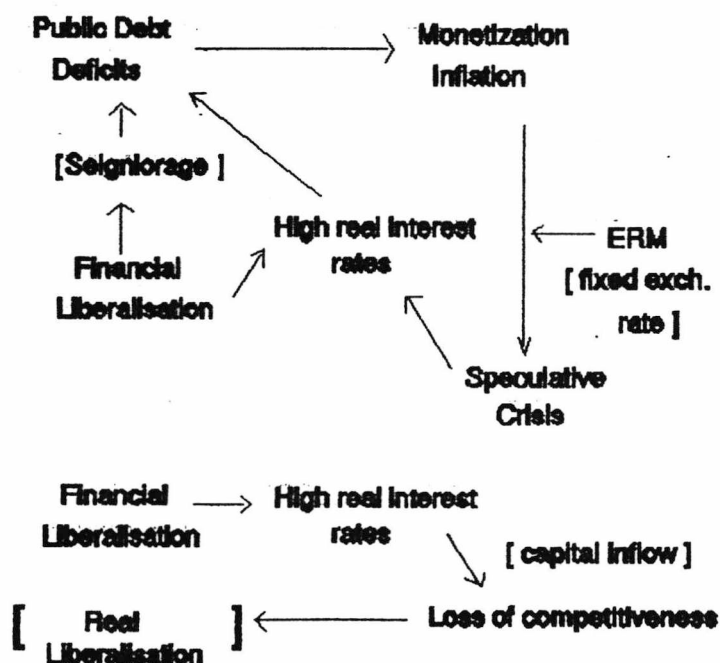 Public Debt
Deficits
Monetization
Inflation
[Seigniorage ]
High real interest
rates
ERM
[ fixed exch.
rate ]
Financial
Liberalisation
Speculative
Crisis
Financial
Liberalisation
High real interest
rates
[ capital inflow ]
[ Real
Liberalisation ]
Loss of competitiveness